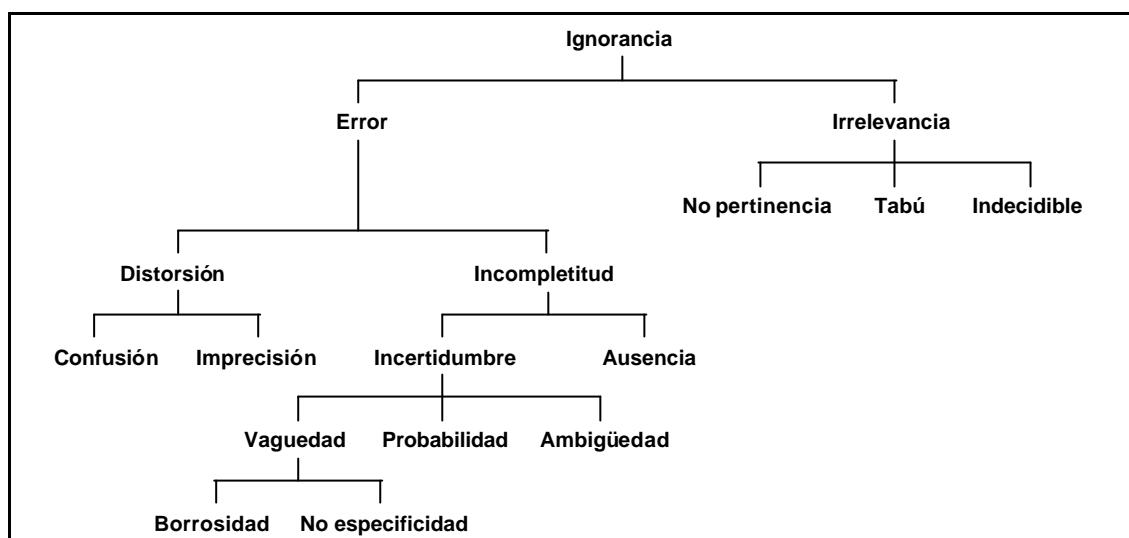 Ignorancia
Error Irrelevancia
No pertinencia Tabú Indecidible
Distorsión Incompletitud
Confusión Imprecisión Incertidumbre Ausencia
Vaguedad Probabilidad Ambigüedad
Borrosidad No especificidad